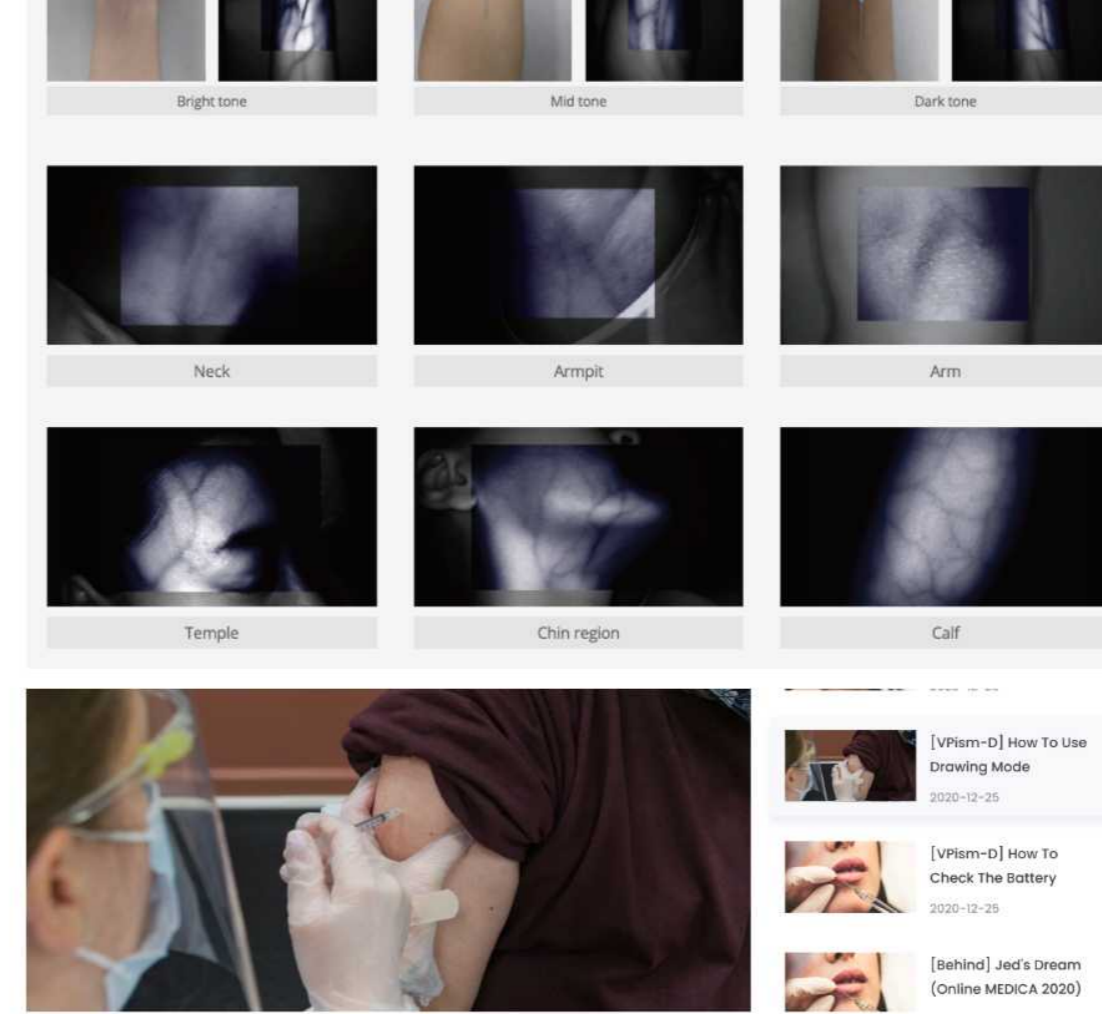 Bright tone
Mid tone
Dark tone
Neck
Armpit
Arm
Temple
Chin region
Calf
[VPism-D] How To Use
Drawing Mode
2020-12-25
[VPism-D] How To
Check The Battery
2020-12-25
[Behind] Jed's Dream
(Online MEDICA 2020)